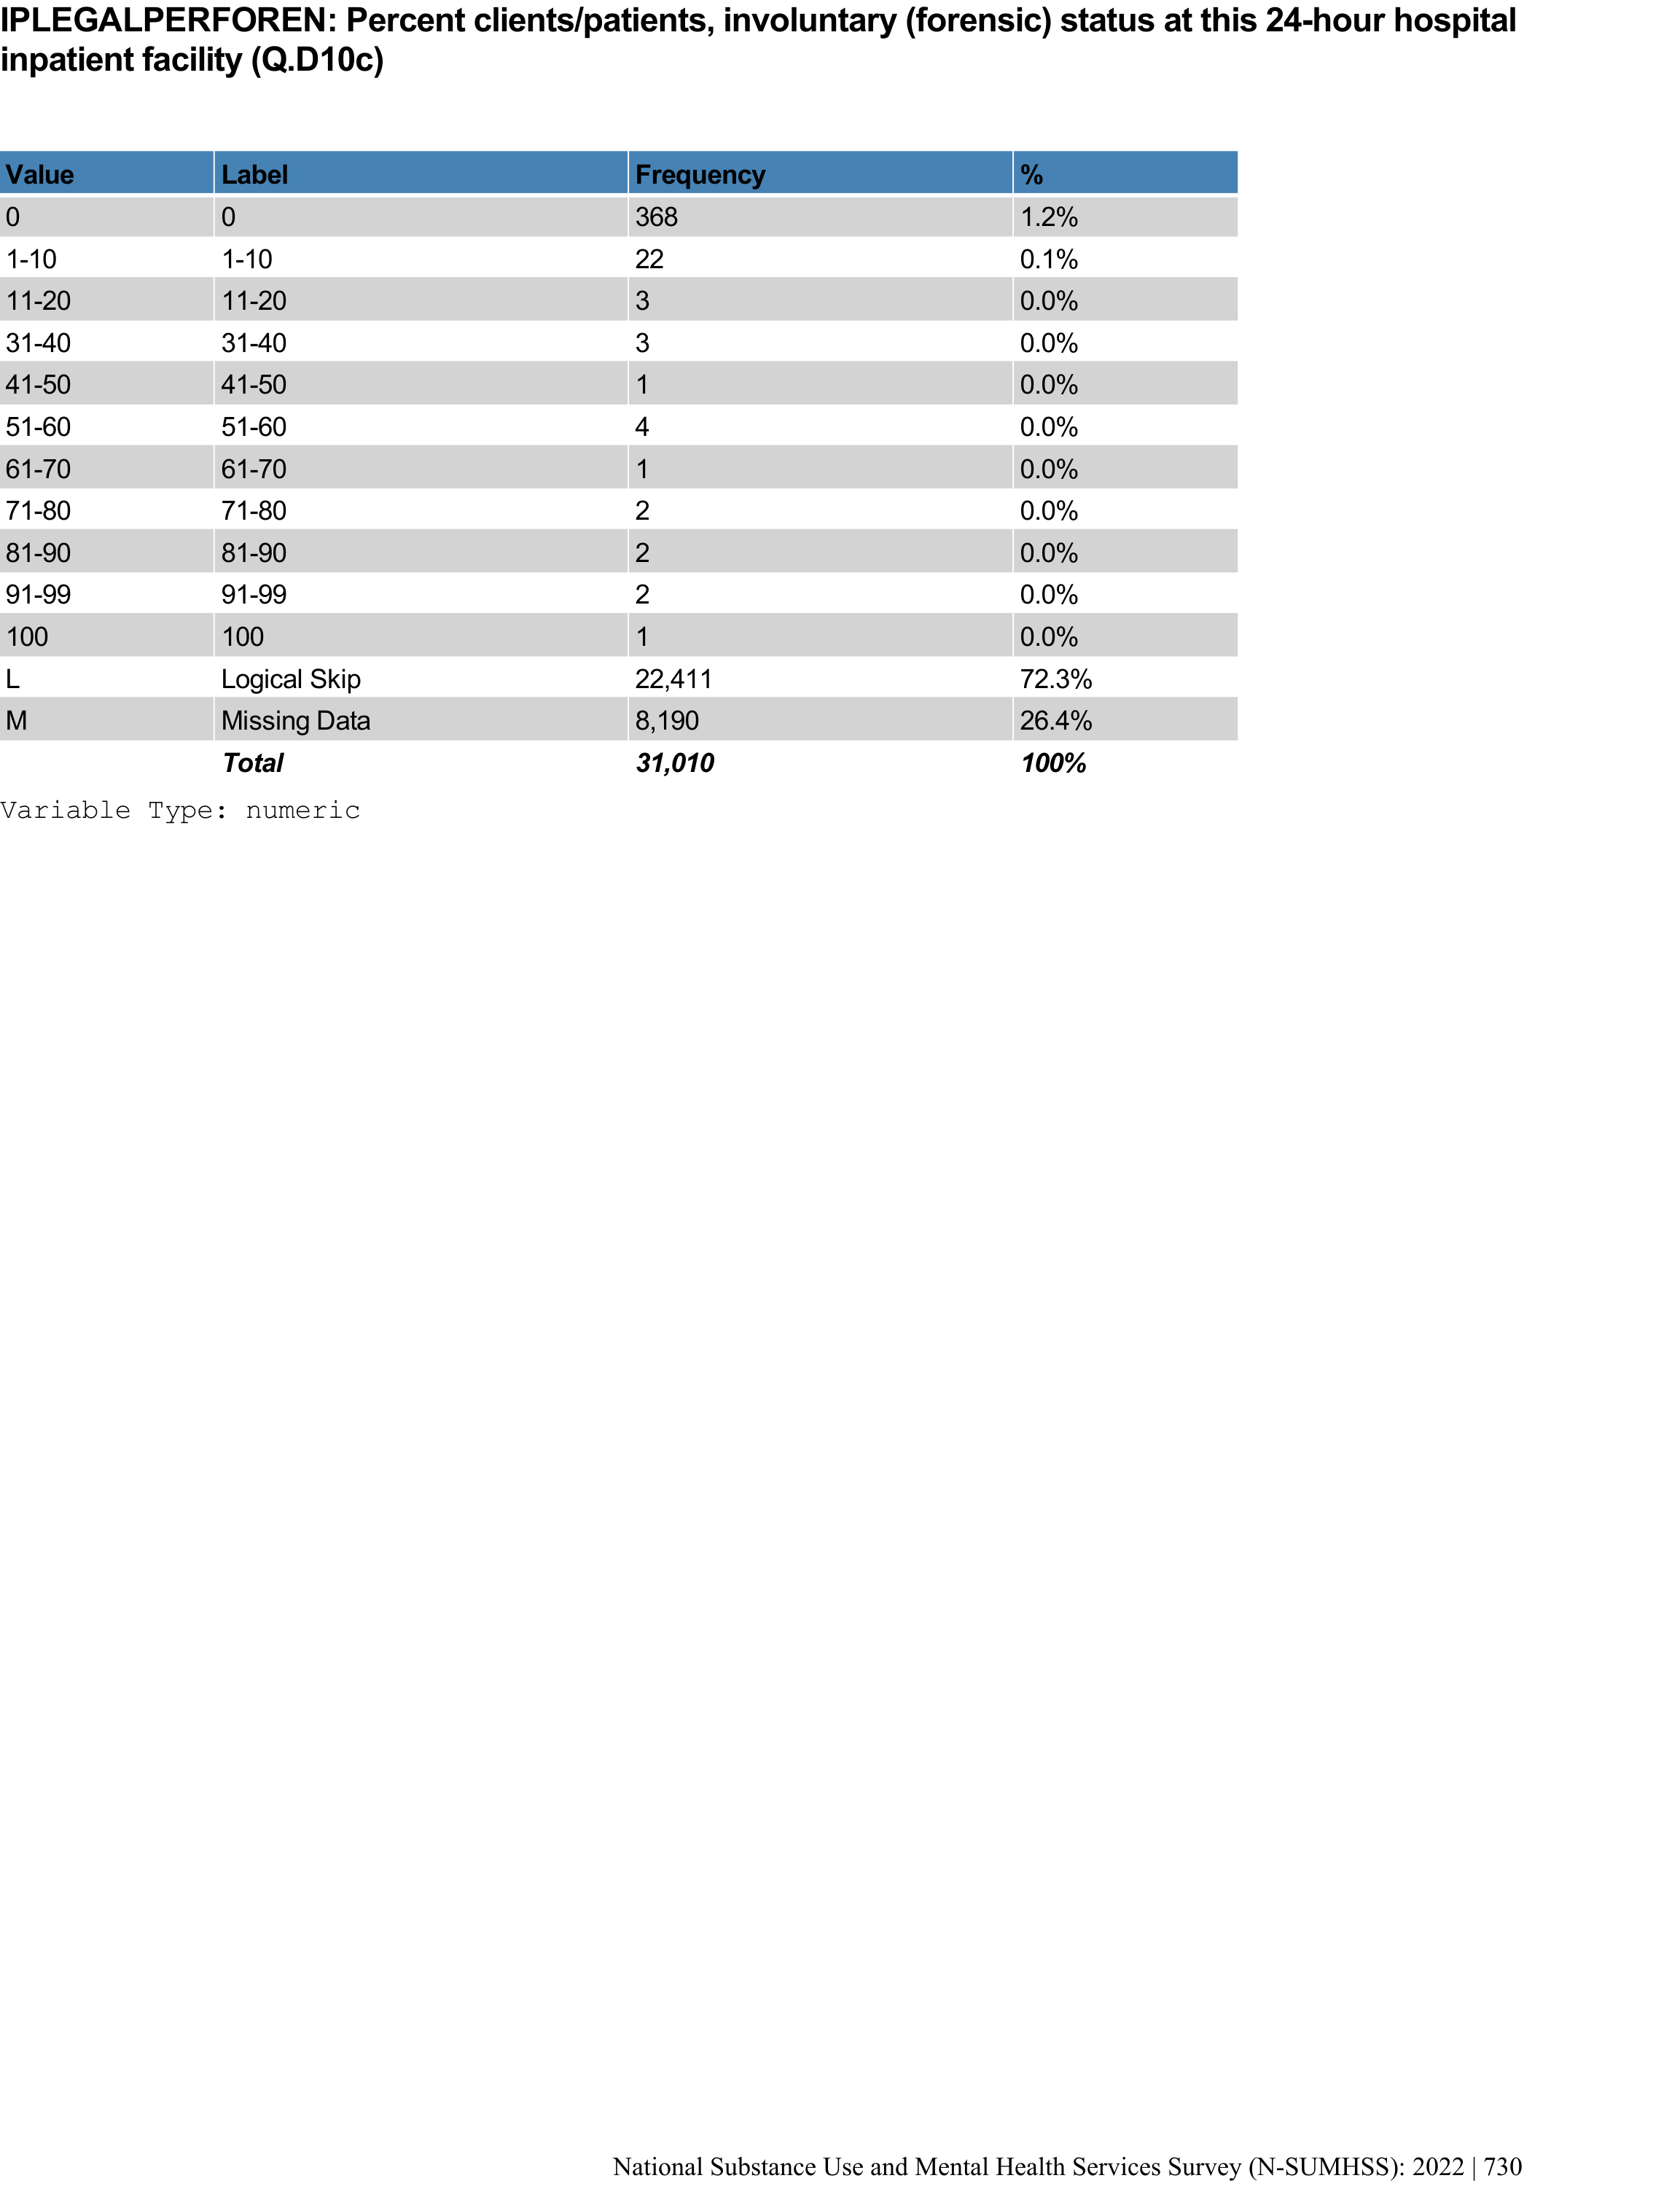 IPLEGALPERFOREN: Percent clients/patients, involuntary (forensic) status at this 24-hour hospital
inpatient facility (Q.D10c)
Value Label Frequency %
0 0 368 1.2%
1-10 1-10 22 0.1%
11-20 11-20 3 0.0%
31-40 31-40 3 0.0%
41-50 41-50 1 0.0%
51-60 51-60 4 0.0%
61-70 61-70 1 0.0%
71-80 71-80 2 0.0%
81-90 81-90 2 0.0%
91-99 91-99 2 0.0%
100 100 1 0.0%
L Logical Skip 22,411 72.3%
M Missing Data 8,190 26.4%
Total 31,010 100%
Variable Type: numeric
National Substance Use and Mental Health Services Survey (N-SUMHSS): 2022 | 730